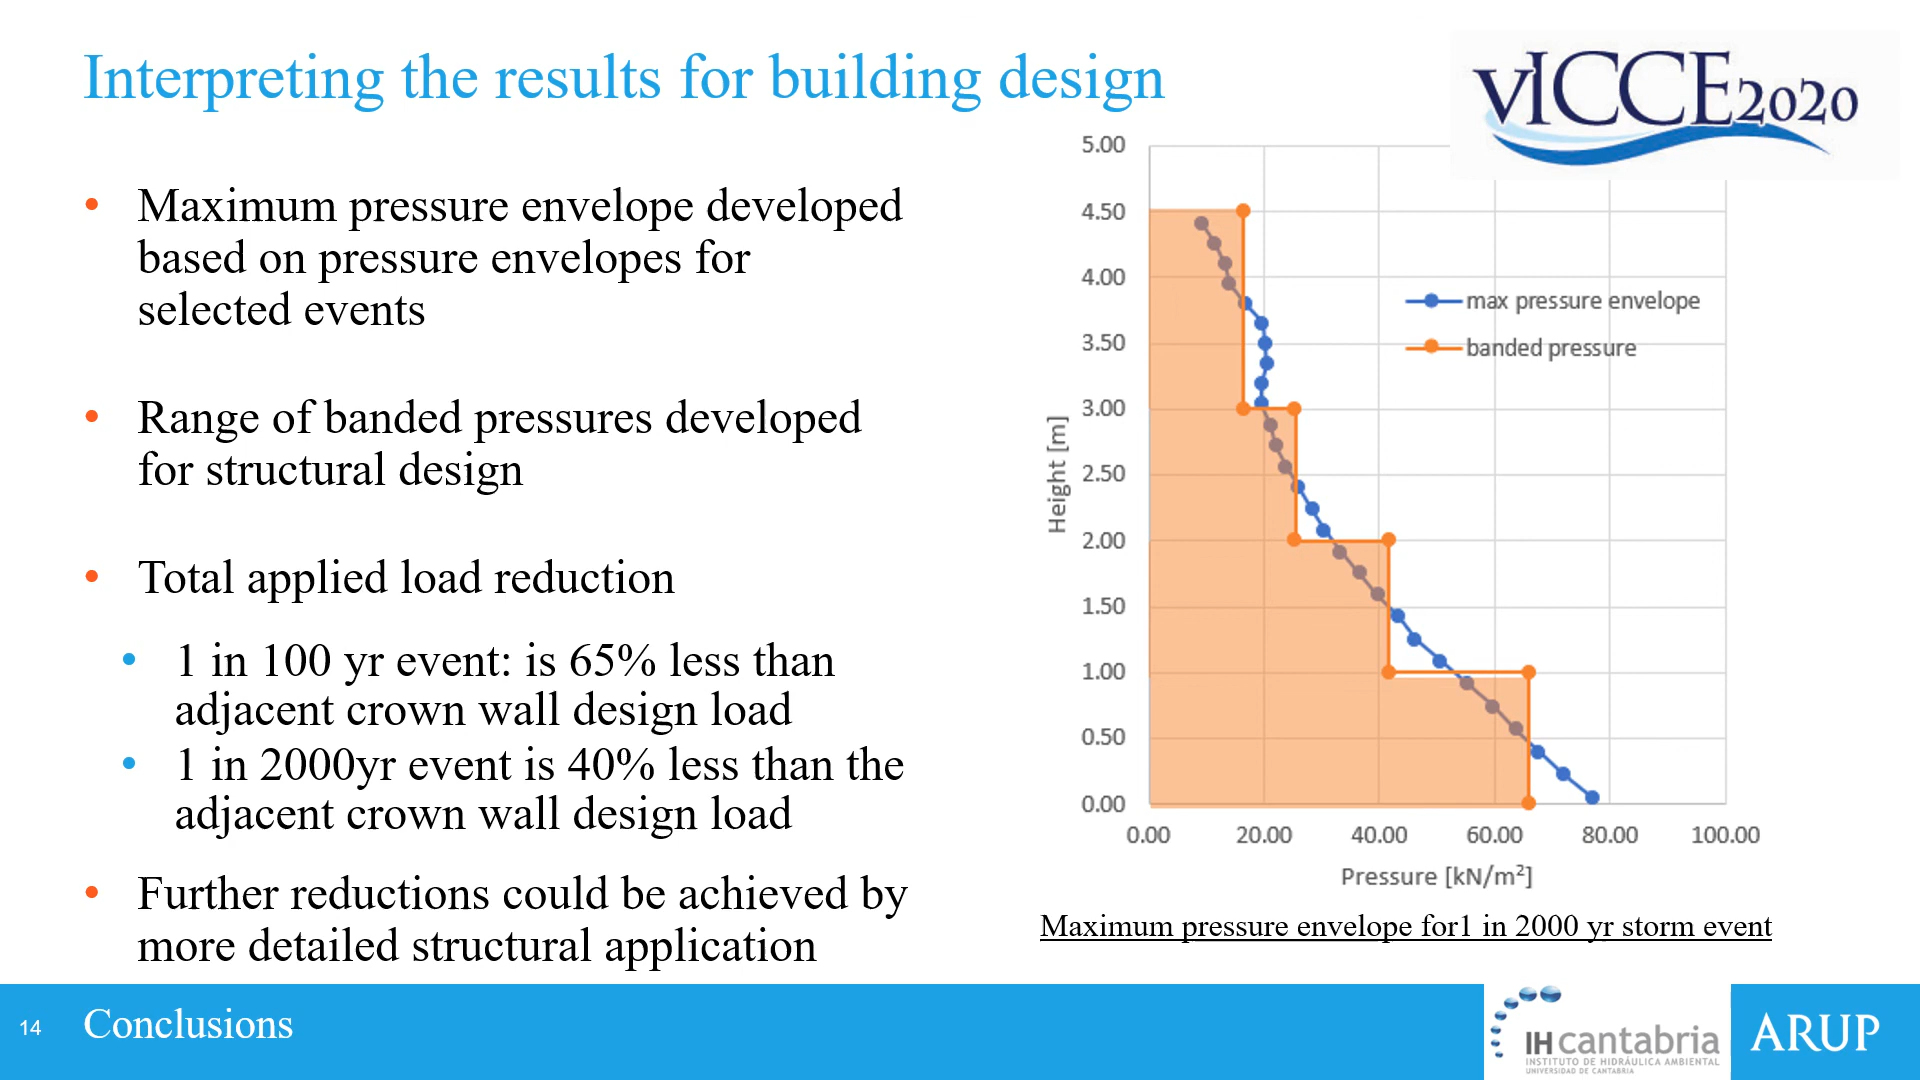 Interpreting the results for building design
vICCE2020
• Maximum pressure envelope developed
based on pressure envelopes for
selected events
• Range of banded pressures developed
for structural design
• Total applied load reduction
• 1 in 100 yr event: is 65% less than
adjacent crown wall design load
• 1 in 2000yr event is 40% less than the
adjacent crown wall design load
• Further reductions could be achieved by
more detailed structural application
5.00
4.50
4.00
3.50
3.00
2.50
2.00
1.50
1.00
0.50
0.00
Height [m]
max pressure envelope
banded pressure
0.00 20.00 40.00 60.00 80.00 100.00
Pressure [kN/m²]
Maximum pressure envelope for1 in 2000 yr storm event
14 Conclusions
IHcantabria
INSTITUTO DE HIDRÁULICA AMBIENTAL
UNIVERSIDAD DE CANTABRIA
ARUP